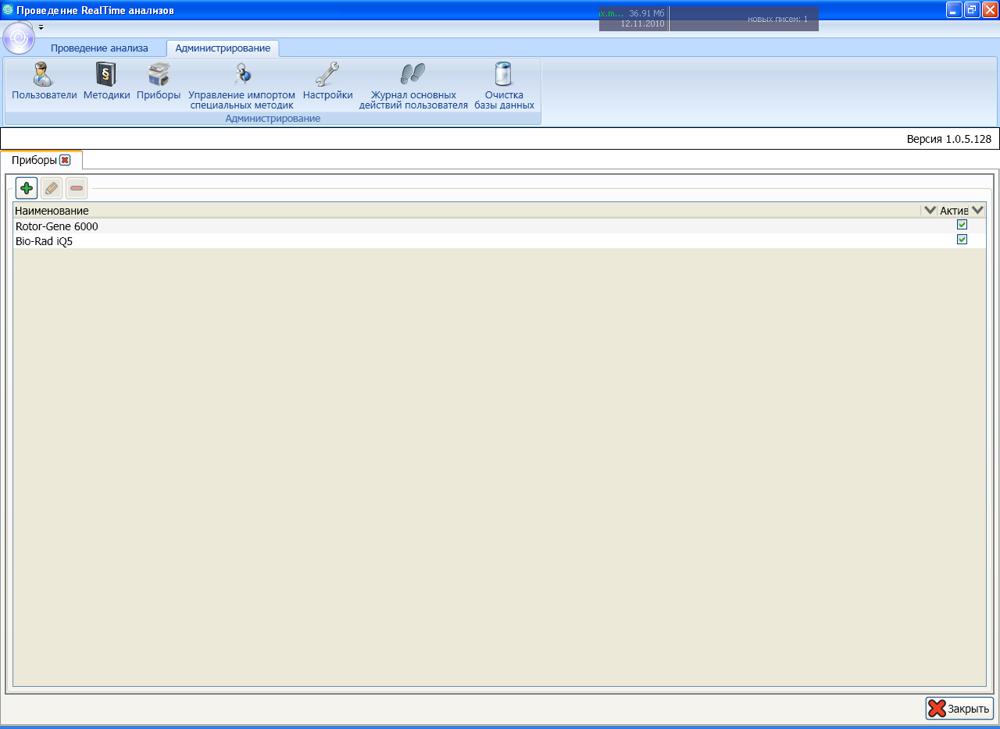 Проведение RealTime анализов
x.m... 36.91 Мб
12.11.2010
новых писем: 1
Проведение анализа
Администрирование
Пользователи
Методики
Приборы
Управление импортом
специальных методик
Настройки
Журнал основных
действий пользователя
Очистка
базы данных
Администрирование
Версия 1.0.5.128
Приборы
Наименование
Актив
Rotor-Gene 6000
Bio-Rad iQ5
Закрыть